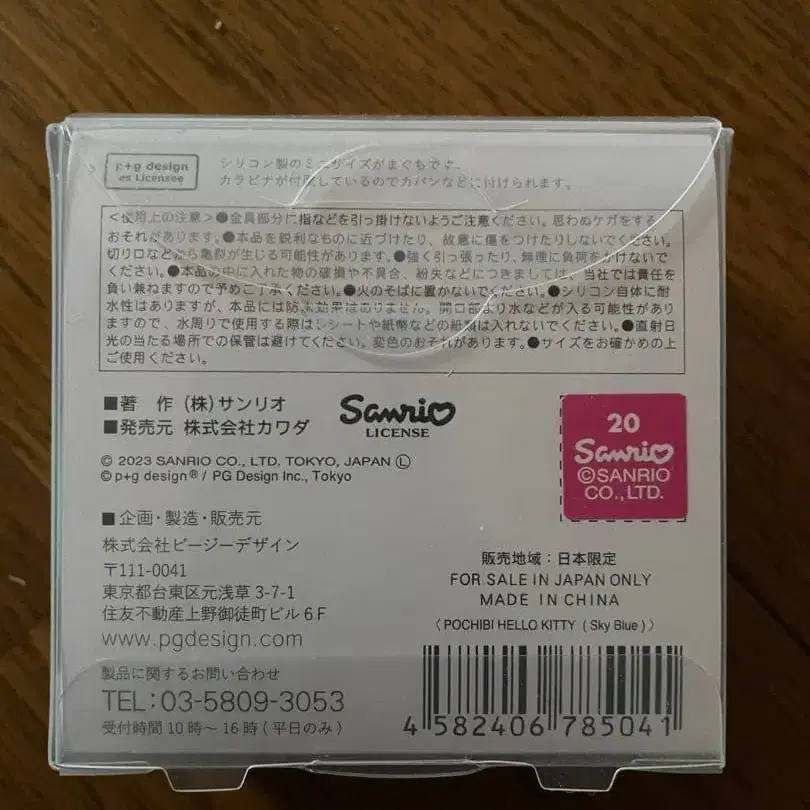 p+g design
as Licensee
シリコン製のミニサイズがまぐちです。
カラビナが付属しているのでカバンなどに付けられます。
<使用上の注意>●金具部分に指などを引っ掛けないようご注意ください。思わぬケガをする
おそれがあります。●本品を鋭利なものに近づけたり、故意に傷をつけたりしないでください。
切り口などから亀裂が生じる可能性があります。●強く引っ張ったり、無理に負荷をかけないで
ください。●本品の中に入れた物の破損や不具合、紛失などにつきましては、当社では責任を
負い兼ねますので予めご了承ください。●火のそばに置かないでください。●シリコン自体に耐
水性はありますが、本品には防水効果はありません。開口部より水などが入る可能性があり
ますので、水周りで使用する際はレシートや紙幣などの紙類は入れないでください。●直射日
光の当たる場所での保管は避けてください。変色のおそれがあります。●サイズをお確かめの上
ご使用ください。
■著 作 (株)サンリオ
■発売元 株式会社カワダ
Sanrio
LICENSE
20
Sanrio
©SANRIO
CO.,LTD.
© 2023 SANRIO CO., LTD. TOKYO, JAPAN Ⓛ
© p+g design® / PG Design Inc., Tokyo
■ 企画・製造・販売元
株式会社ピージーデザイン
〒111-0041
東京都台東区元浅草 3-7-1
住友不動産上野御徒町ビル 6F
www.pgdesign.com
製品に関するお問い合わせ
TEL:03-5809-3053
受付時間 10時〜16時(平日のみ)
販売地域:日本限定
FOR SALE IN JAPAN ONLY
MADE IN CHINA
〈 POCHIBI HELLO KITTY ( Sky Blue ) 〉
4 582406 785041